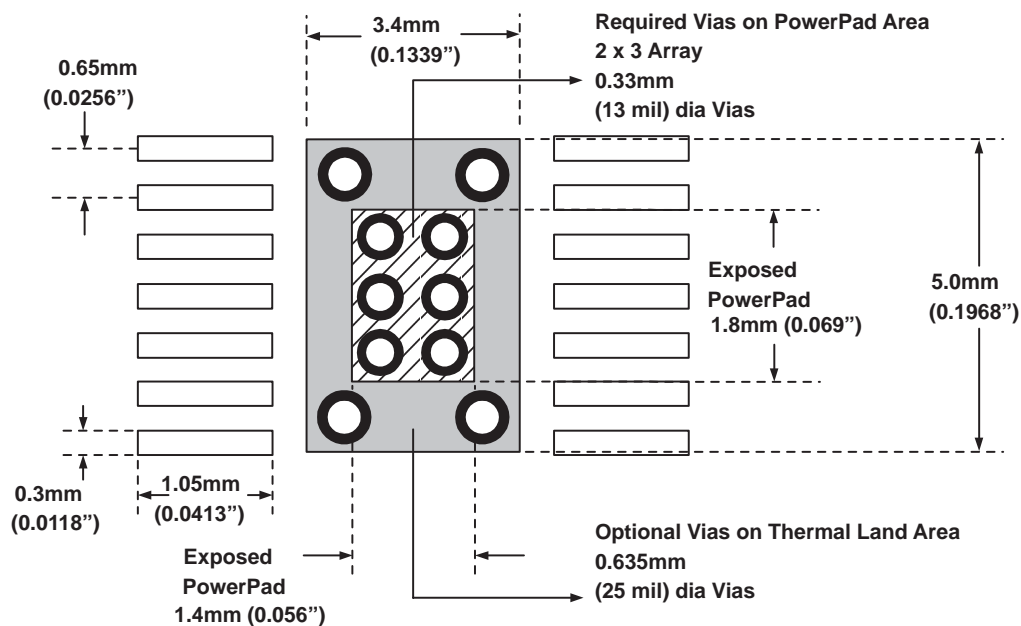 3.4mm
(0.1339”)
Required Vias on PowerPad Area
2 x 3 Array
0.33mm
(13 mil) dia Vias
0.65mm
(0.0256”)
Exposed
PowerPad
1.8mm (0.069”)
5.0mm
(0.1968”)
0.3mm
(0.0118”)
1.05mm
(0.0413”)
Exposed
PowerPad
1.4mm (0.056”)
Optional Vias on Thermal Land Area
0.635mm
(25 mil) dia Vias